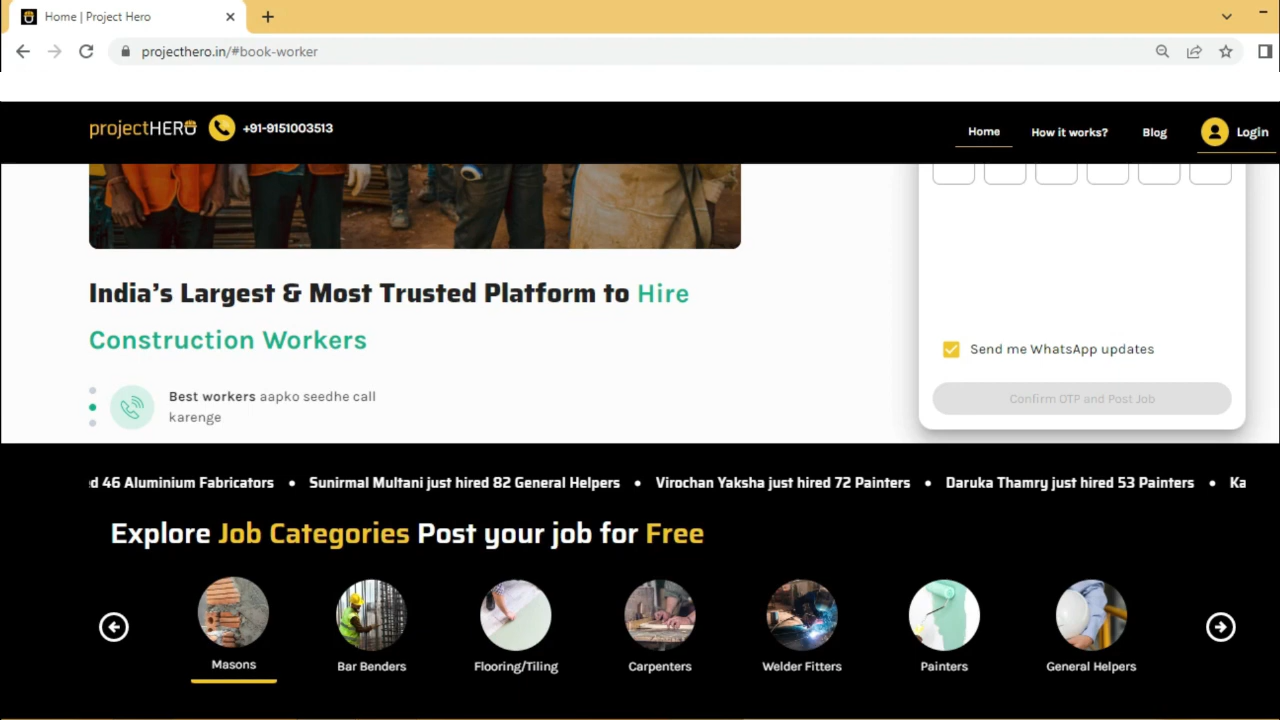 Home | Project Hero
projecthero.in/#book-worker
projectHERO
+91-9151003513
Home
How it works?
Blog
Login
India's Largest & Most Trusted Platform to Hire
Construction Workers
Best workers aapko seedhe call
karenge
Send me WhatsApp updates
Confirm OTP and Post Job
46 Aluminium Fabricators • Sunirmal Multani just hired 82 General Helpers • Virochan Yaksha just hired 72 Painters • Daruka Thamry just hired 53 Painters •
Explore Job Categories Post your job for Free
Masons
Bar Benders
Flooring/Tiling
Carpenters
Welder Fitters
Painters
General Helpers